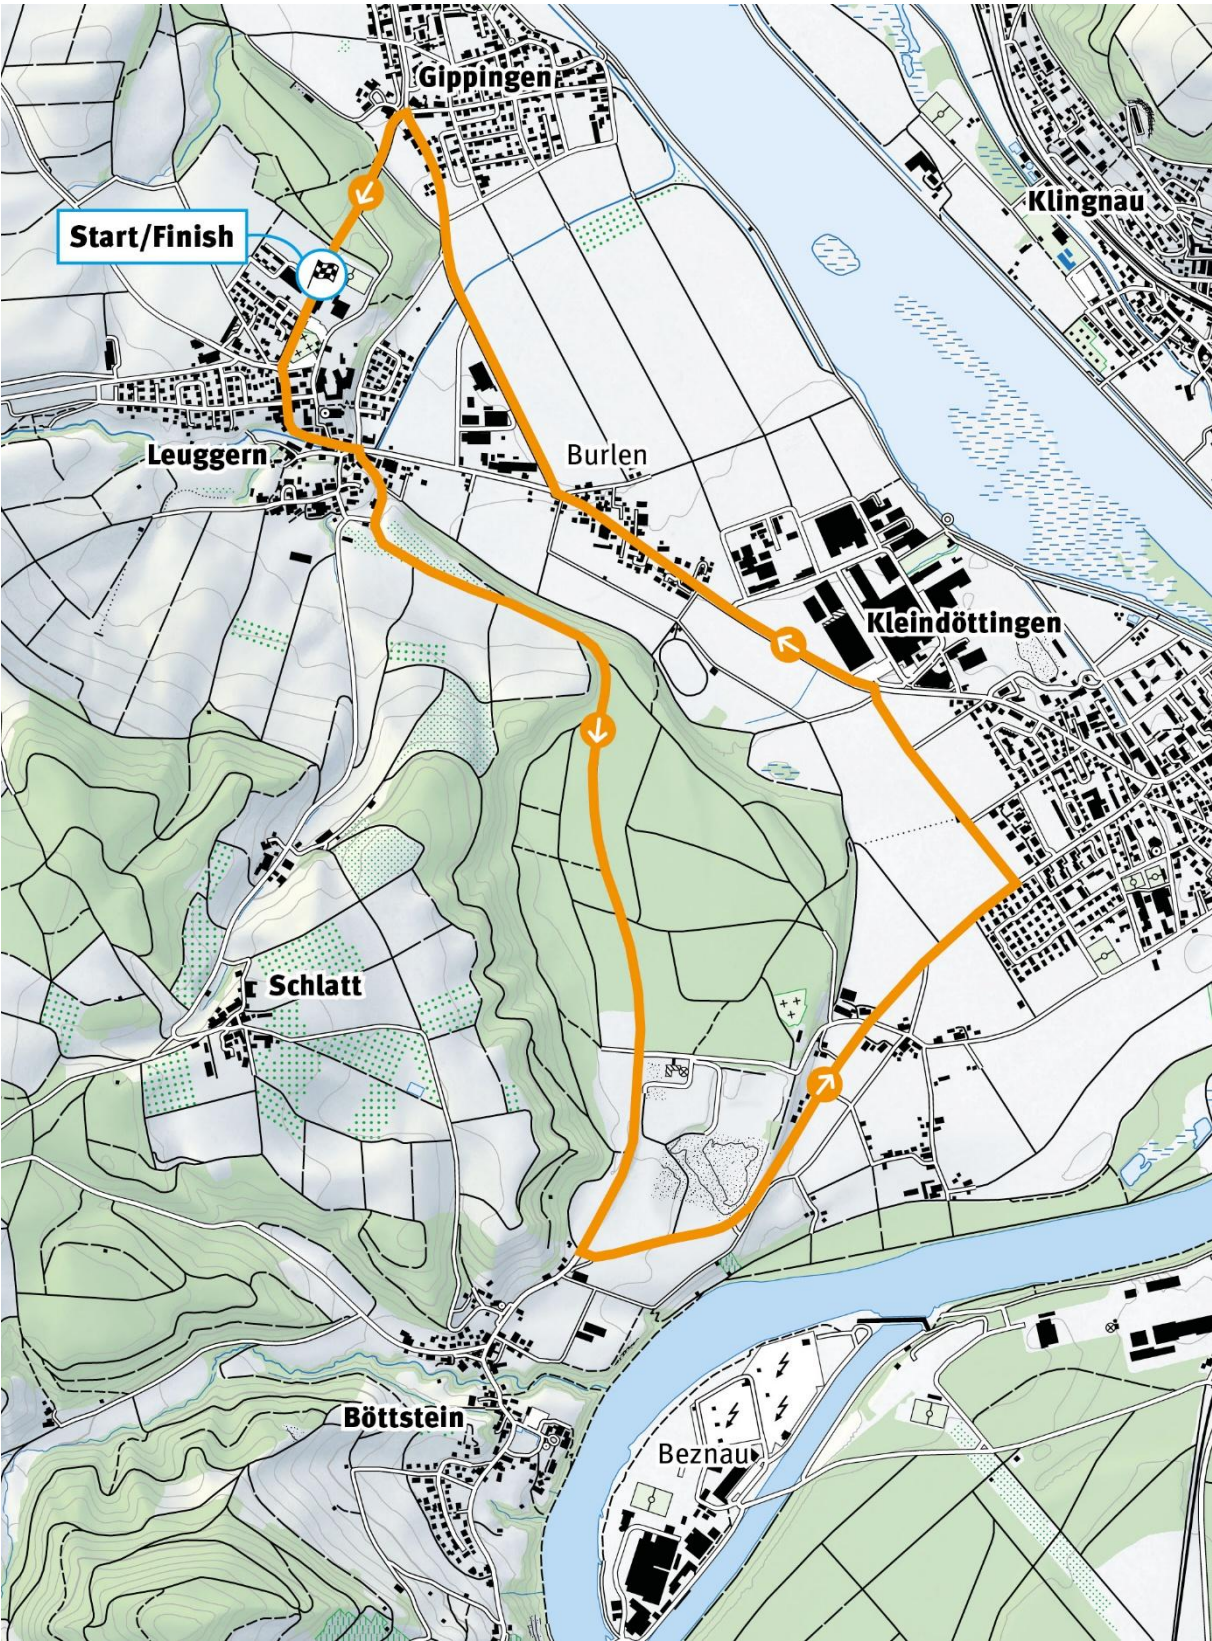 Gippingen
Klingnau
Start/Finish
Leuggern
Burlen
Kleindöttingen
Schlatt
Böttstein
Beznau